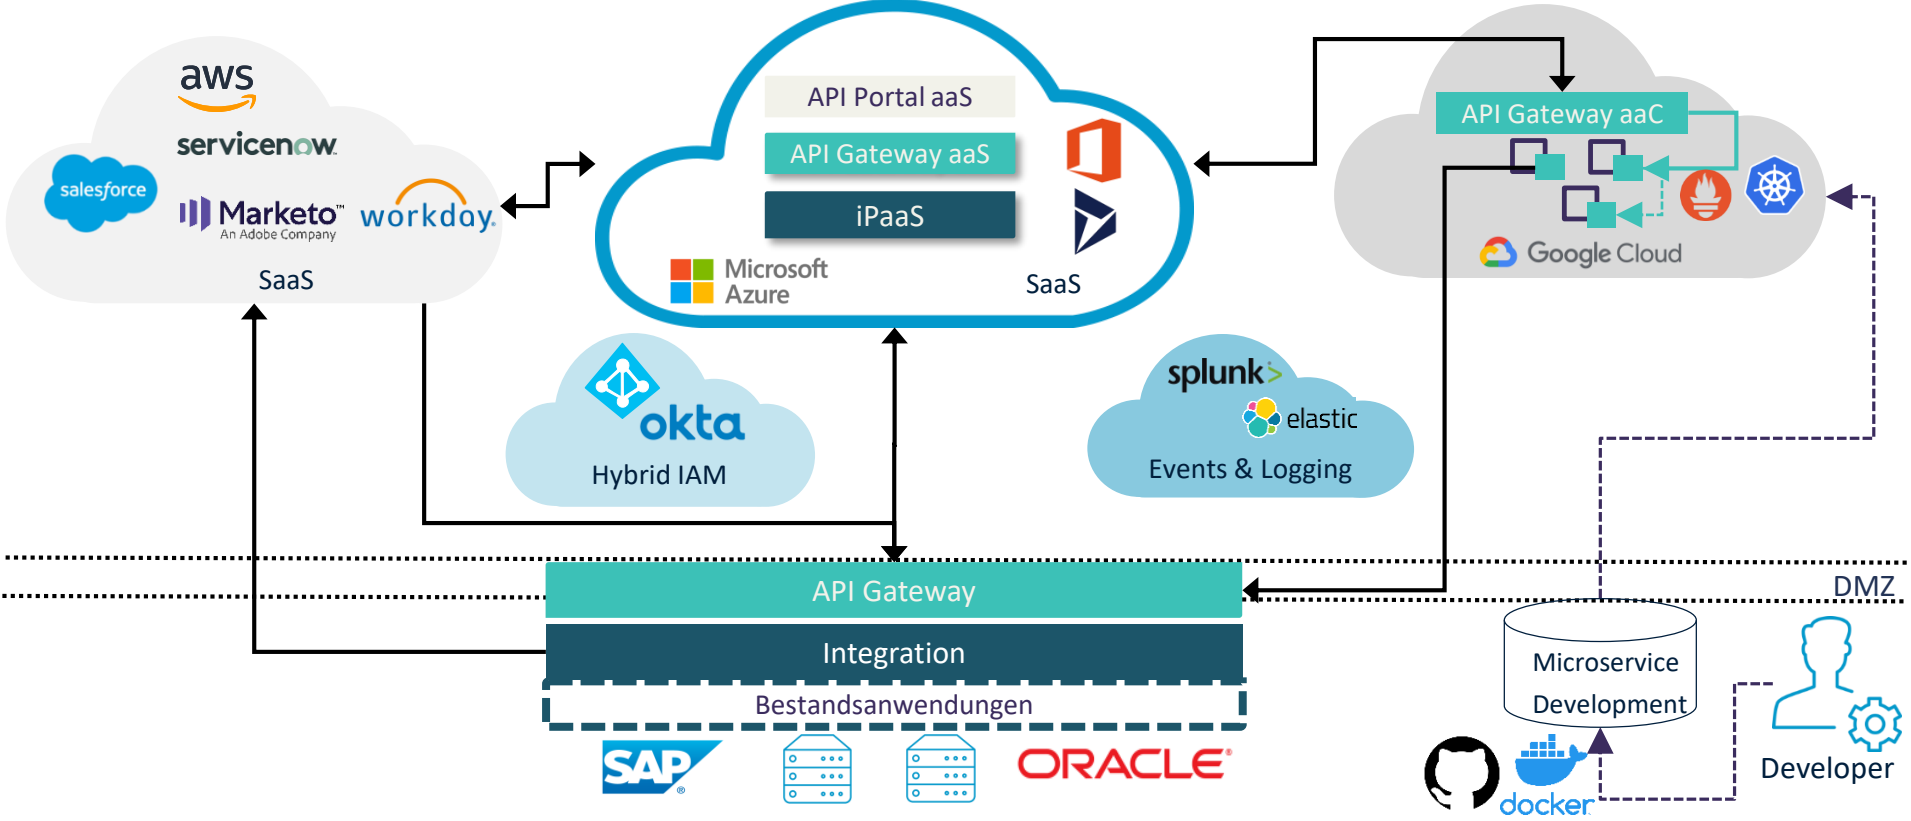 aws
servicenow
salesforce
Marketo™
An Adobe Company
workday.
SaaS
API Portal aaS
API Gateway aaS
iPaaS
Microsoft
Azure
SaaS
API Gateway aaC
Google Cloud
okta
Hybrid IAM
splunk>
elastic
Events & Logging
DMZ
API Gateway
Integration
Bestandsanwendungen
SAP®
ORACLE®
Microservice
Development
docker
Developer